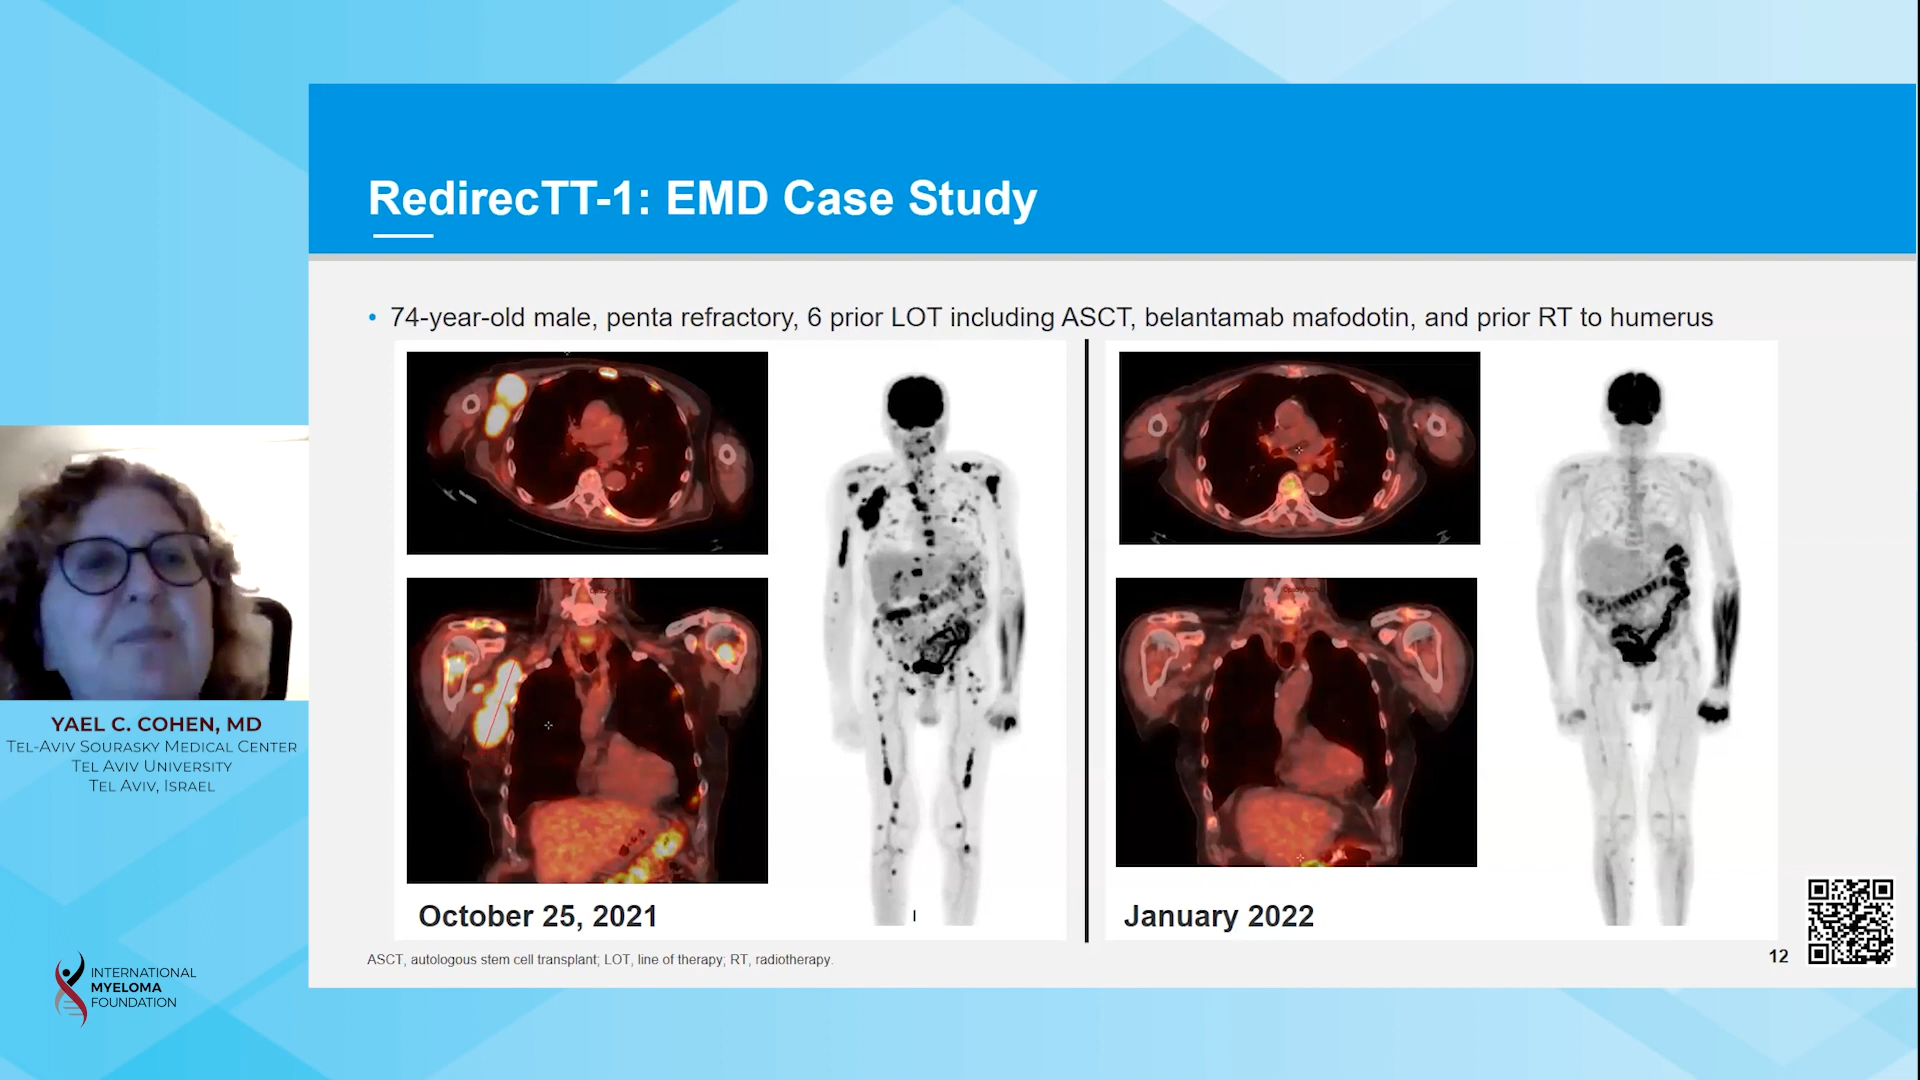 RedirecTT-1: EMD Case Study
• 74-year-old male, penta refractory, 6 prior LOT including ASCT, belantamab mafodotin, and prior RT to humerus
October 25, 2021
January 2022
ASCT, autologous stem cell transplant; LOT, line of therapy; RT, radiotherapy.
12
YAEL C. COHEN, MD
TEL-AVIV SOURASKY MEDICAL CENTER
TEL AVIV UNIVERSITY
TEL AVIV, ISRAEL
INTERNATIONAL
MYELOMA
FOUNDATION